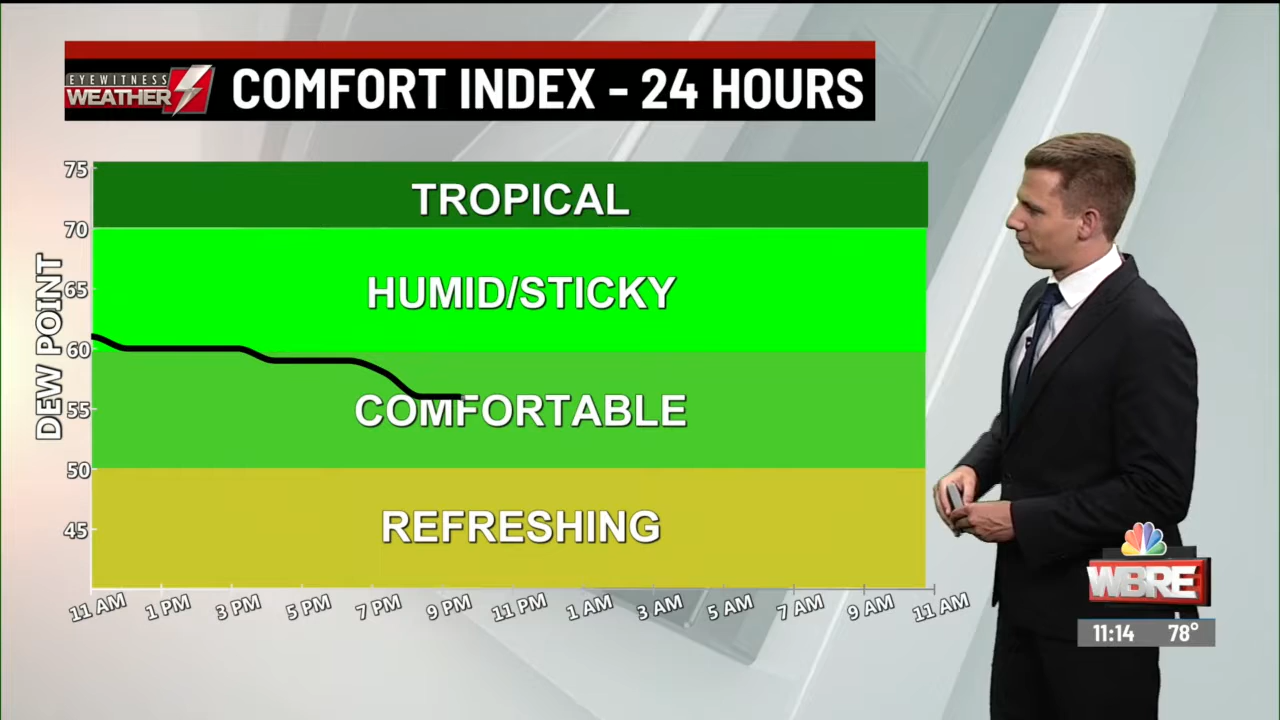 EYEWITNESS
WEATHER
COMFORT INDEX - 24 HOURS
DEW POINT
75
70
65
60
55
50
45
TROPICAL
HUMID/STICKY
COMFORTABLE
REFRESHING
11 AM 1 PM 3 PM 5 PM 7 PM 9 PM 11 PM 1 AM 3 AM 5 AM 7 AM 9 AM 11 AM
WBRE
11:14 78°